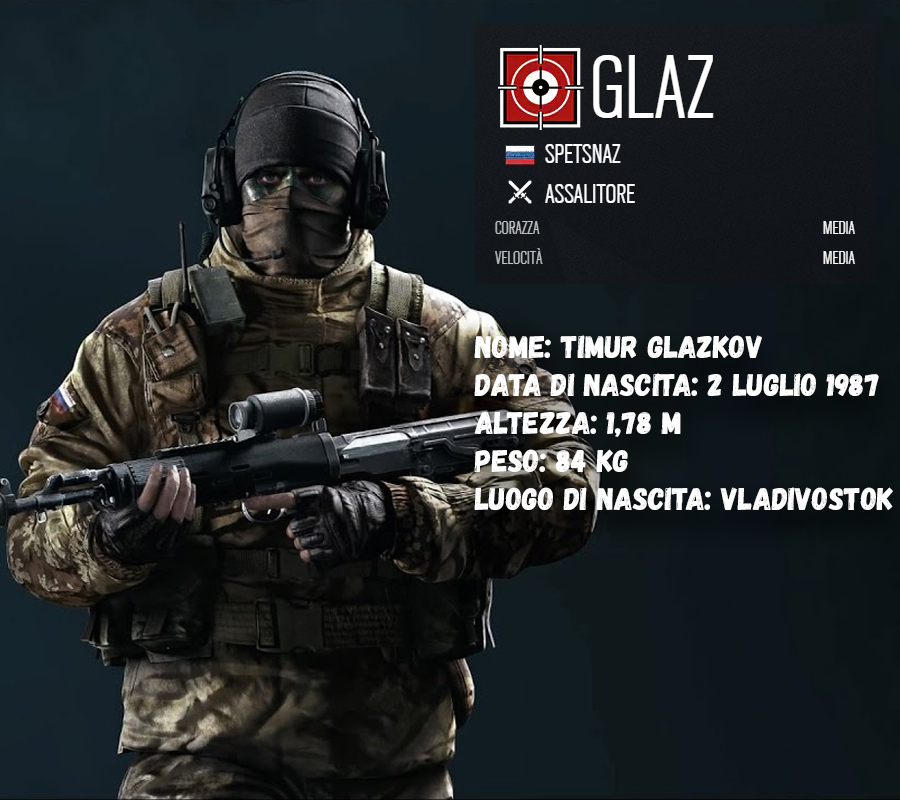 GLAZ
SPETSNAZ
ASSALITORE
CORAZZA MEDIA
VELOCITÀ MEDIA
NOME: TIMUR GLAZKOV
DATA DI NASCITA: 2 LUGLIO 1987
ALTEZZA: 1,78 M
PESO: 84 KG
LUOGO DI NASCITA: VLADIVOSTOK